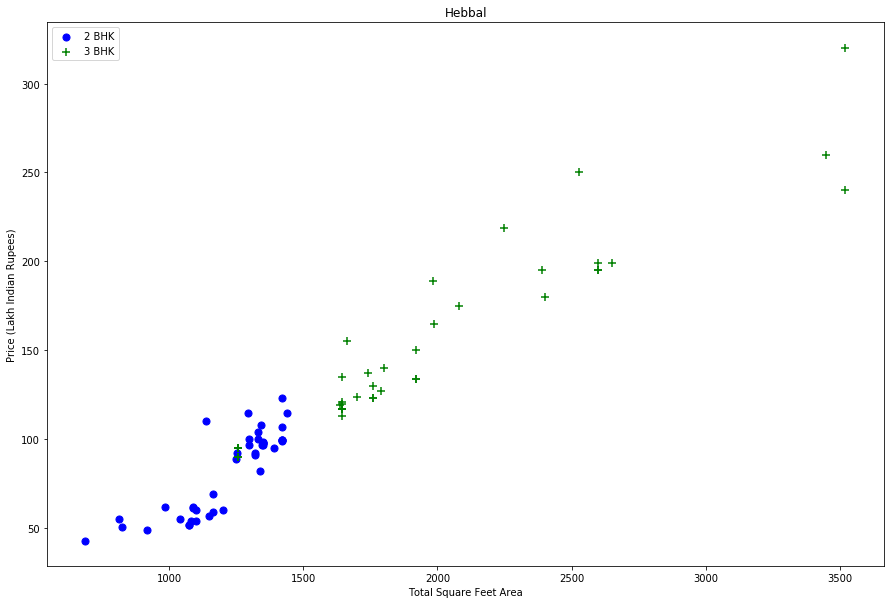 Hebbal
2 BHK
3 BHK
300
250
200
150
100
50
Price (Lakh Indian Rupees)
1000 1500 2000 2500 3000 3500
Total Square Feet Area